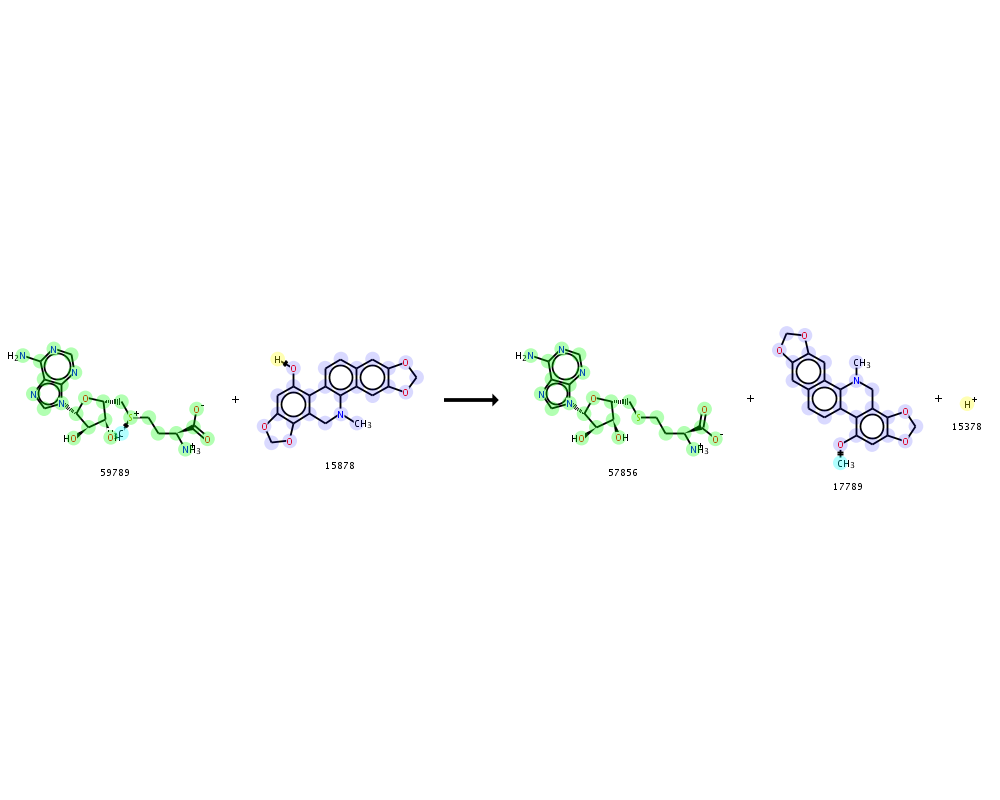 H2N N N N N O S+ C O- O NH3+ HO OH
59789
+
H O O O N CH3 O O
15878
H2N N N N N O S O O- NH3+ HO OH
57856
+
O O N CH3 O O O CH3
17789
+
H+
15378